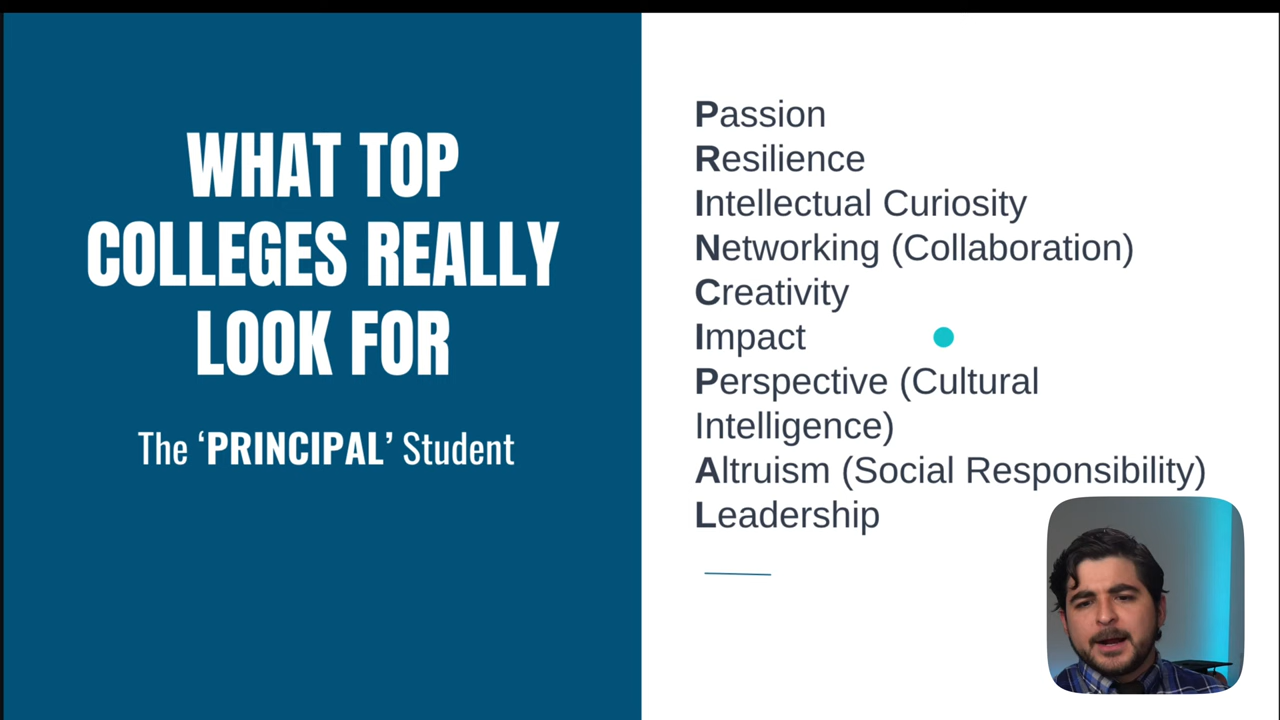 WHAT TOP
COLLEGES REALLY
LOOK FOR
The ‘PRINCIPAL’ Student
Passion
Resilience
Intellectual Curiosity
Networking (Collaboration)
Creativity
Impact
Perspective (Cultural
Intelligence)
Altruism (Social Responsibility)
Leadership